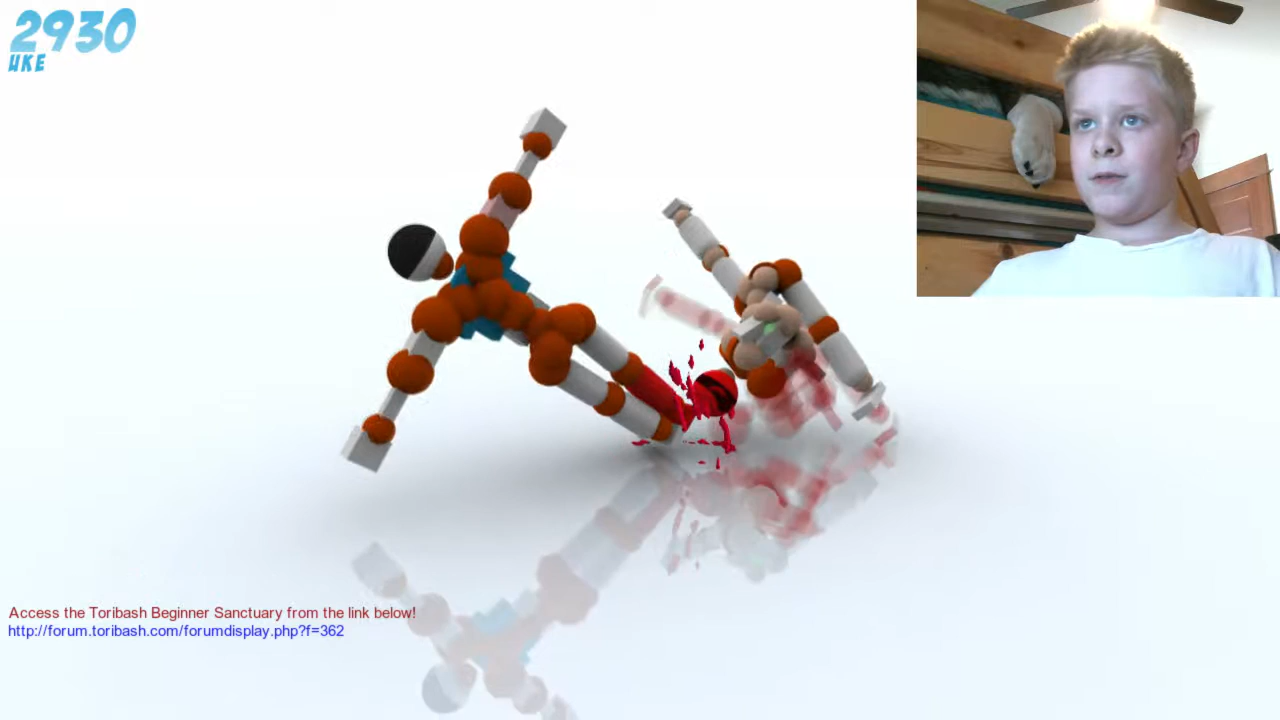 2930
UKE
Access the Toribash Beginner Sanctuary from the link below!
http://forum.toribash.com/forumdisplay.php?f=362